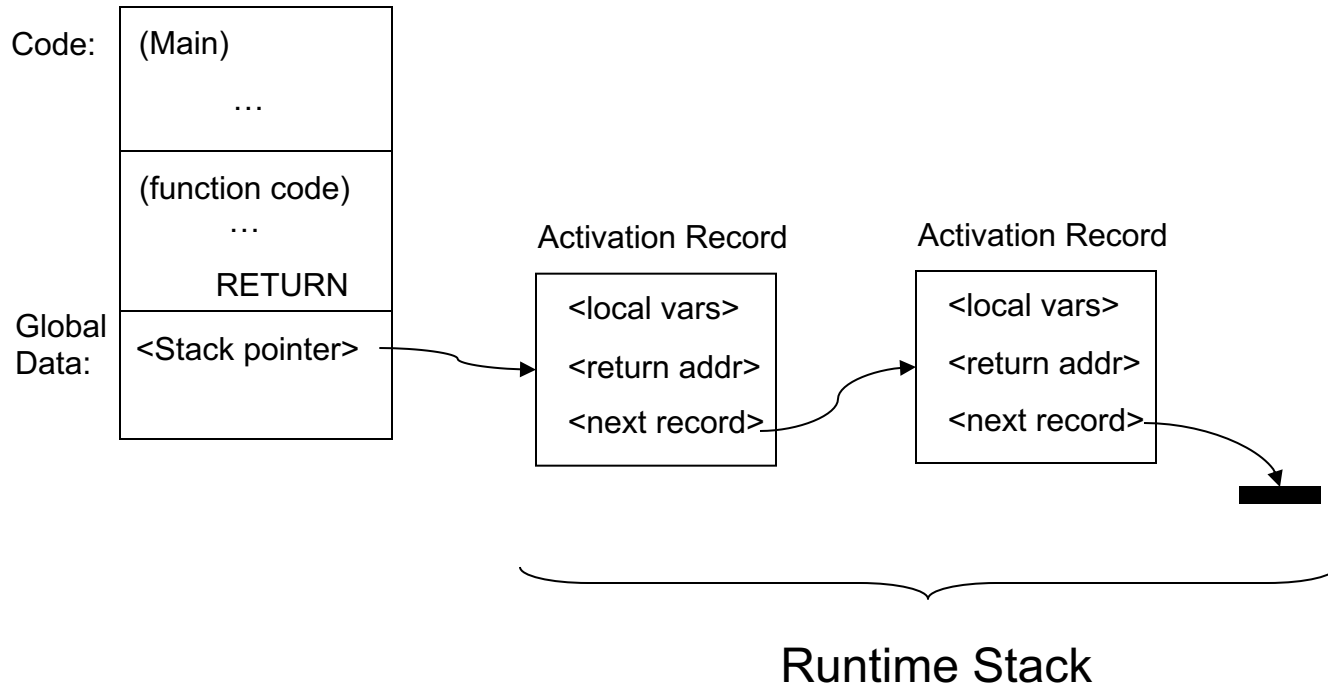 Code:
(Main)
…
(function code)
…
RETURN
Global
Data:
<Stack pointer>
Activation Record
<local vars>
<return addr>
<next record>
Activation Record
<local vars>
<return addr>
<next record>
Runtime Stack